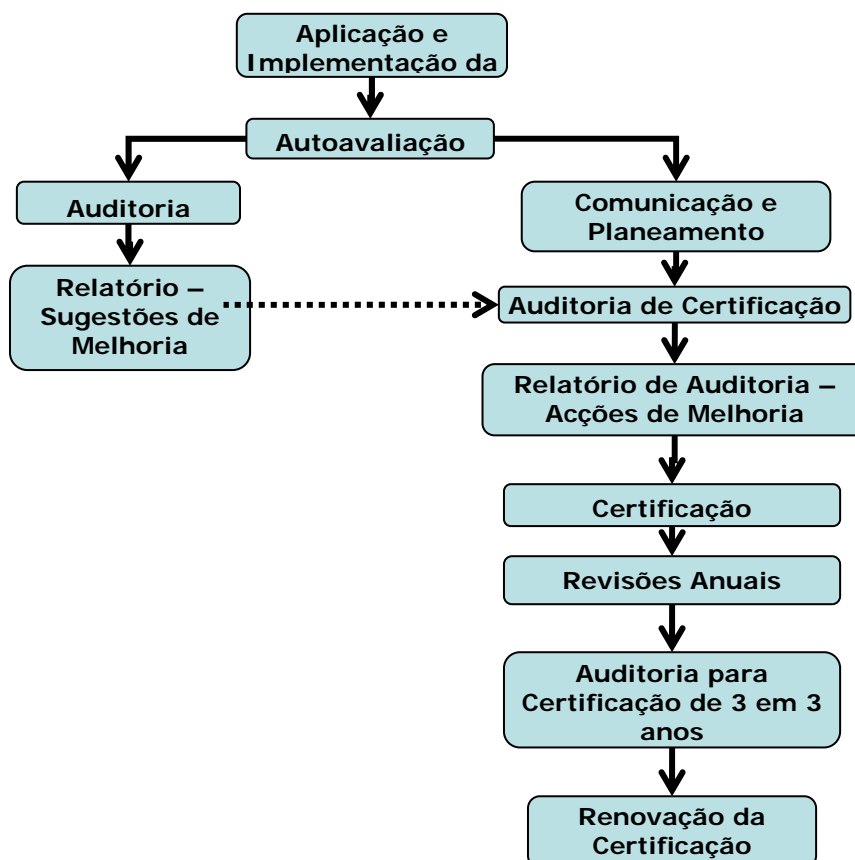 Aplicação e
Implementação da
Autoavaliação
Auditoria
Relatório –
Sugestões de
Melhoria
Comunicação e
Planeamento
Auditoria de Certificação
Relatório de Auditoria –
Acções de Melhoria
Certificação
Revisões Anuais
Auditoria para
Certificação de 3 em 3
anos
Renovação da
Certificação